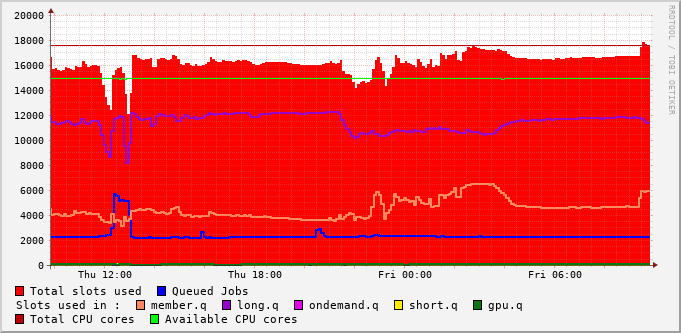 20000
18000
16000
14000
12000
10000
8000
6000
4000
2000
0
Thu 12:00 Thu 18:00 Fri 00:00 Fri 06:00
RRDTOOL / TOBI OETIKER
Total slots used Queued Jobs
Slots used in : member.q long.q ondemand.q short.q gpu.q
Total CPU cores Available CPU cores